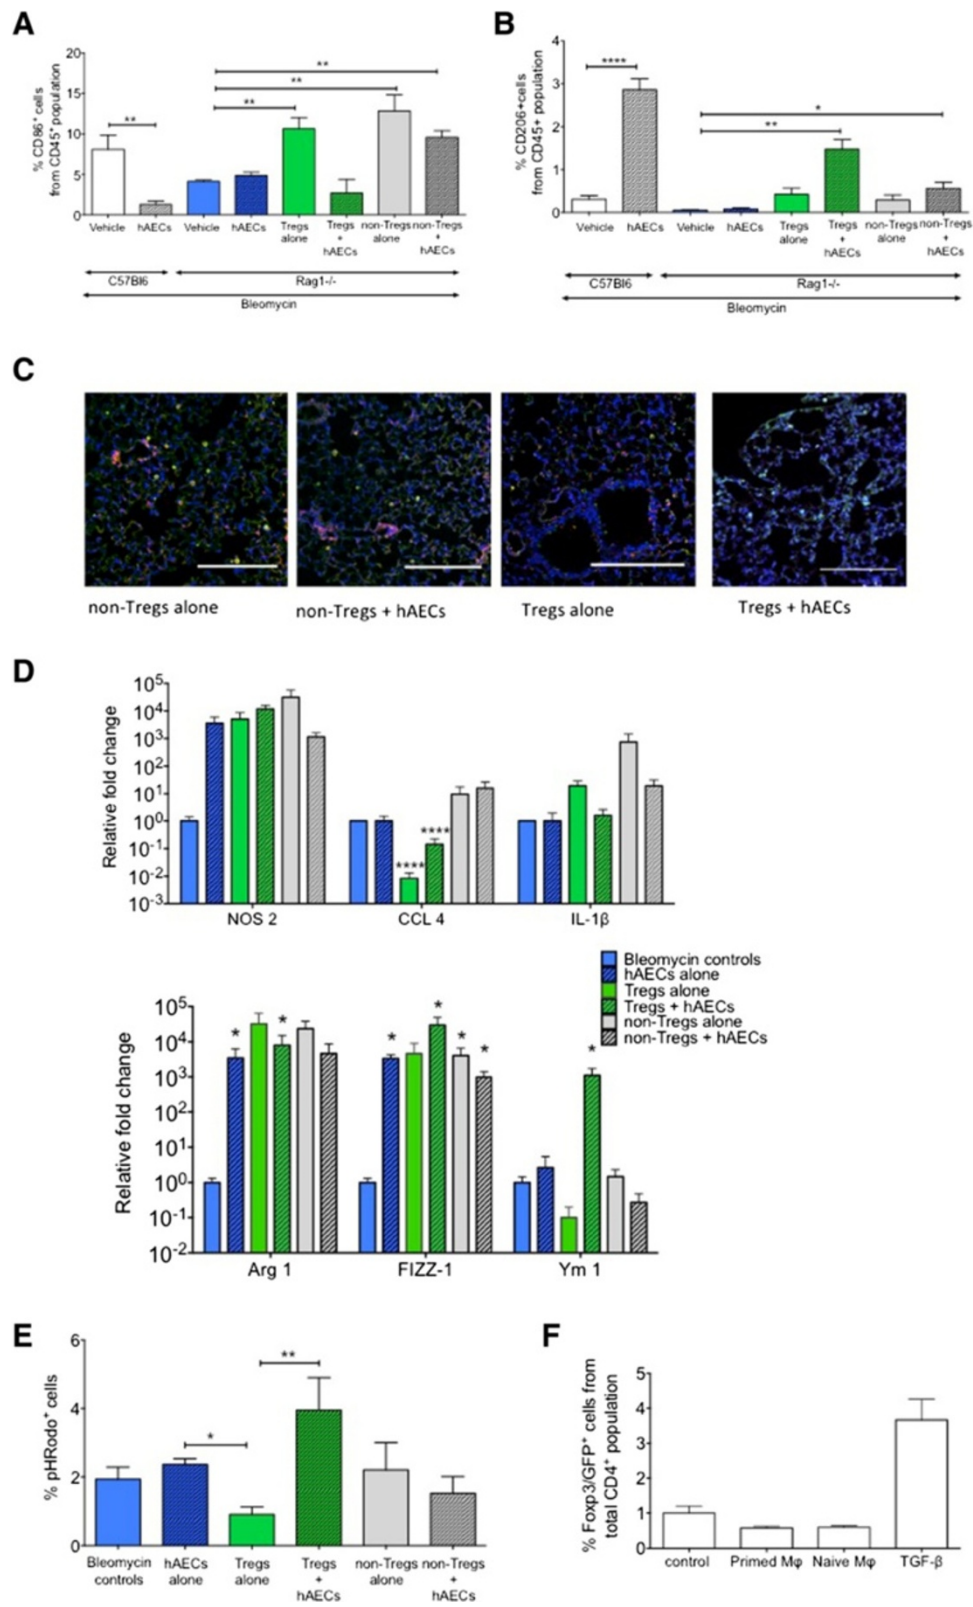 A
% CD86+ cells
from CD45+ population
20
15
10
5
0
**
**
**
**
Vehicle
hAECs
Vehicle
hAECs
Tregs
alone
Tregs
+
hAECs
non-Tregs
alone
non-Tregs
+
hAECs
C57Bl6
Rag1-/-
Bleomycin
B
% CD206+cells
from CD45+ population
4
3
2
1
0
****
*
**
Vehicle
hAECs
Vehicle
hAECs
Tregs
alone
Tregs
+
hAECs
non-Tregs
alone
non-Tregs
+
hAECs
C57Bl6
Rag1-/-
Bleomycin
C
non-Tregs alone
non-Tregs + hAECs
Tregs alone
Tregs + hAECs
D
Relative fold change
10^5
10^4
10^3
10^2
10^1
10^0
10^-1
10^-2
10^-3
****
****
NOS 2
CCL 4
IL-1β
Bleomycin controls
hAECs alone
Tregs alone
Tregs + hAECs
non-Tregs alone
non-Tregs + hAECs
Relative fold change
10^5
10^4
10^3
10^2
10^1
10^0
10^-1
10^-2
*
*
*
*
*
*
*
Arg 1
FIZZ-1
Ym 1
E
% pHRodo+ cells
6
4
2
0
*
**
Bleomycin
controls
hAECs
alone
Tregs
alone
Tregs
+
hAECs
non-Tregs
alone
non-Tregs
+
hAECs
F
% Foxp3/GFP+ cells from
total CD4+ population
5
4
3
2
1
0
control
Primed Mφ
Naive Mφ
TGF-β